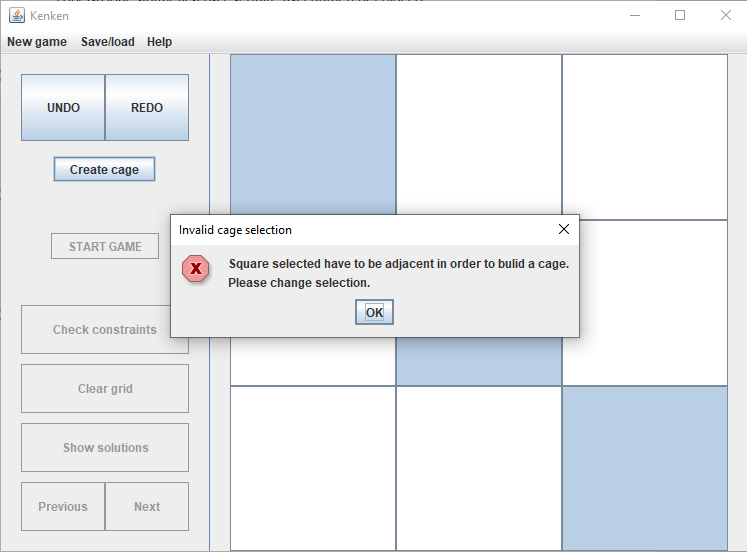 Kenken
New game Save/load Help
UNDO REDO
Create cage
Invalid cage selection
START GAME
Square selected have to be adjacent in order to bulid a cage.
Please change selection.
OK
Check constraints
Clear grid
Show solutions
Previous Next